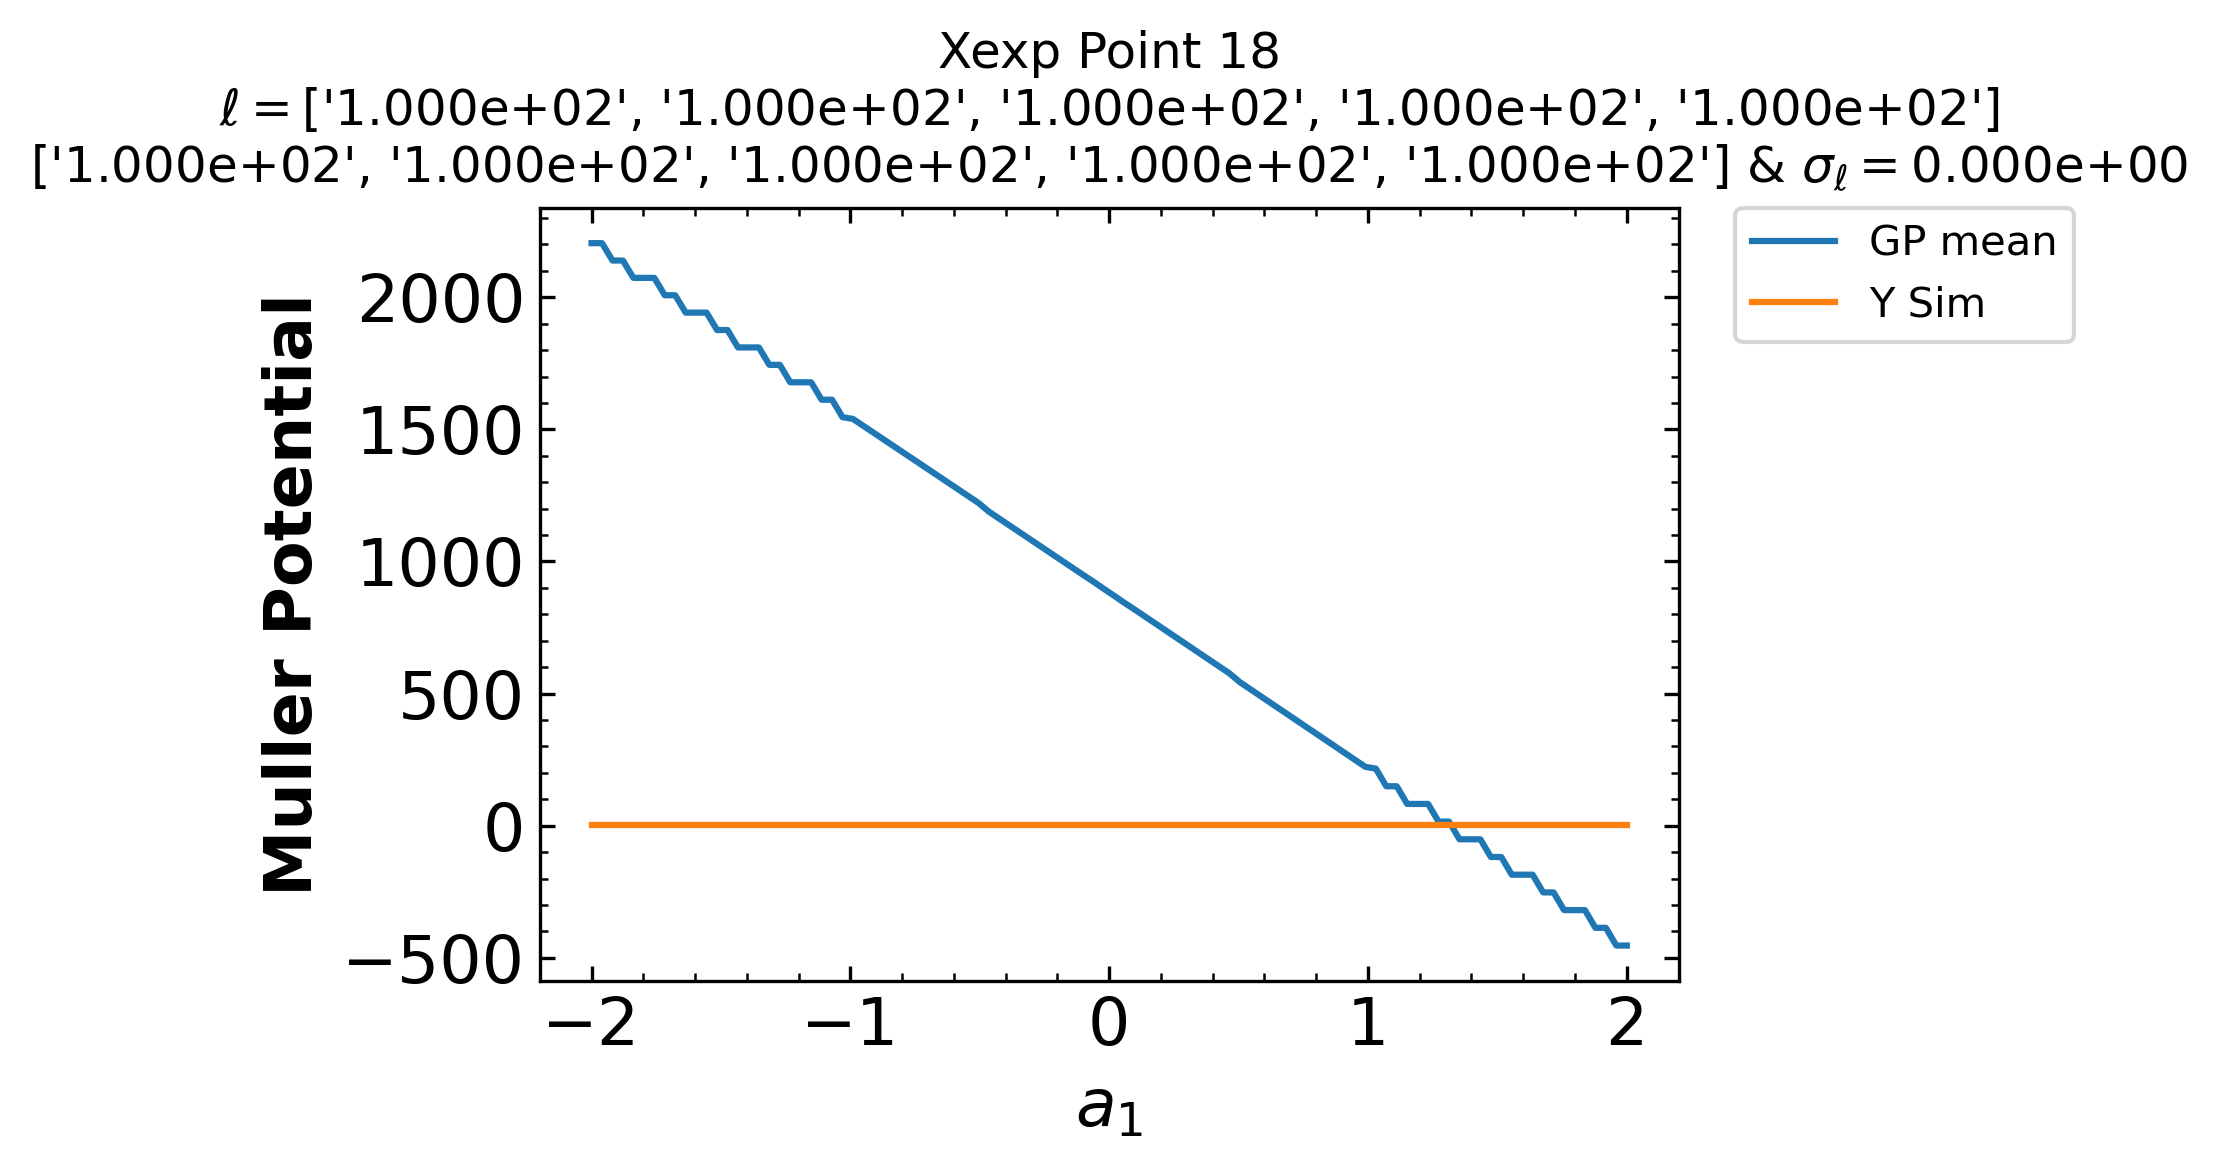 Xexp Point 18
ℓ = ['1.000e+02', '1.000e+02', '1.000e+02', '1.000e+02', '1.000e+02']
['1.000e+02', '1.000e+02', '1.000e+02', '1.000e+02', '1.000e+02'] & σ_ℓ = 0.000e+00
GP mean
Y Sim
Muller Potential
2000
1500
1000
500
0
−500
−2 −1 0 1 2
a₁